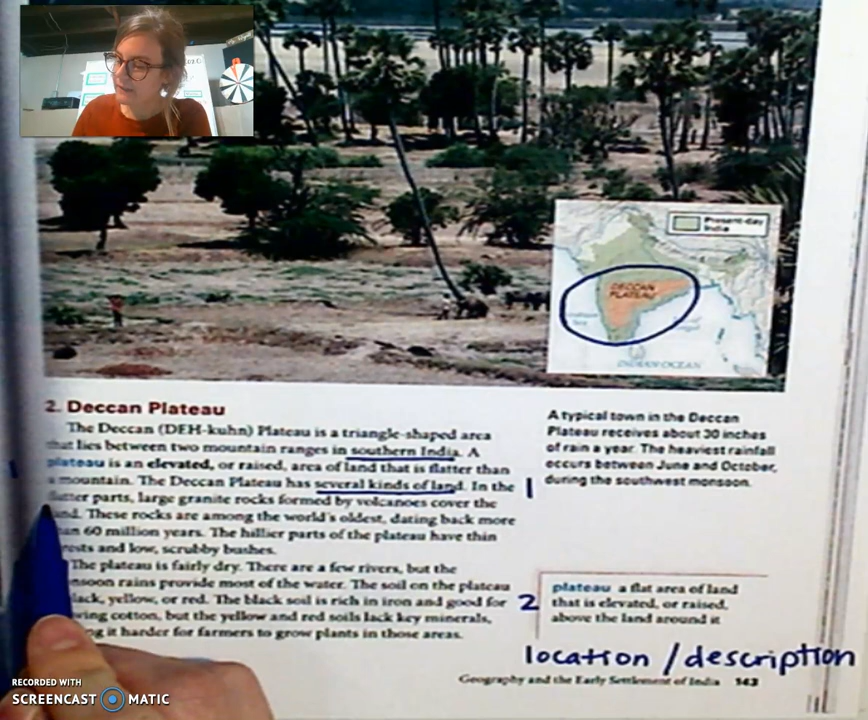 Present-day
India
DECCAN
PLATEAU
INDIAN OCEAN
2. Deccan Plateau
The Deccan (DEH-kuhn) Plateau is a triangle-shaped area
that lies between two mountain ranges in southern India. A
plateau is an elevated, or raised, area of land that is flatter than
a mountain. The Deccan Plateau has several kinds of land. In the
flatter parts, large granite rocks formed by volcanoes cover the
land. These rocks are among the world's oldest, dating back more
than 60 million years. The hillier parts of the plateau have thin
forests and low, scrubby bushes.
The plateau is fairly dry. There are a few rivers, but the
monsoon rains provide most of the water. The soil on the plateau
black, yellow, or red. The black soil is rich in iron and good for
growing cotton, but the yellow and red soils lack key minerals,
it harder for farmers to grow plants in those areas.
A typical town in the Deccan
Plateau receives about 30 inches
of rain a year. The heaviest rainfall
occurs between June and October,
during the southwest monsoon.
1
2
plateau a flat area of land
that is elevated, or raised,
above the land around it
location / description
Geography and the Early Settlement of India 143
RECORDED WITH
SCREENCAST MATIC